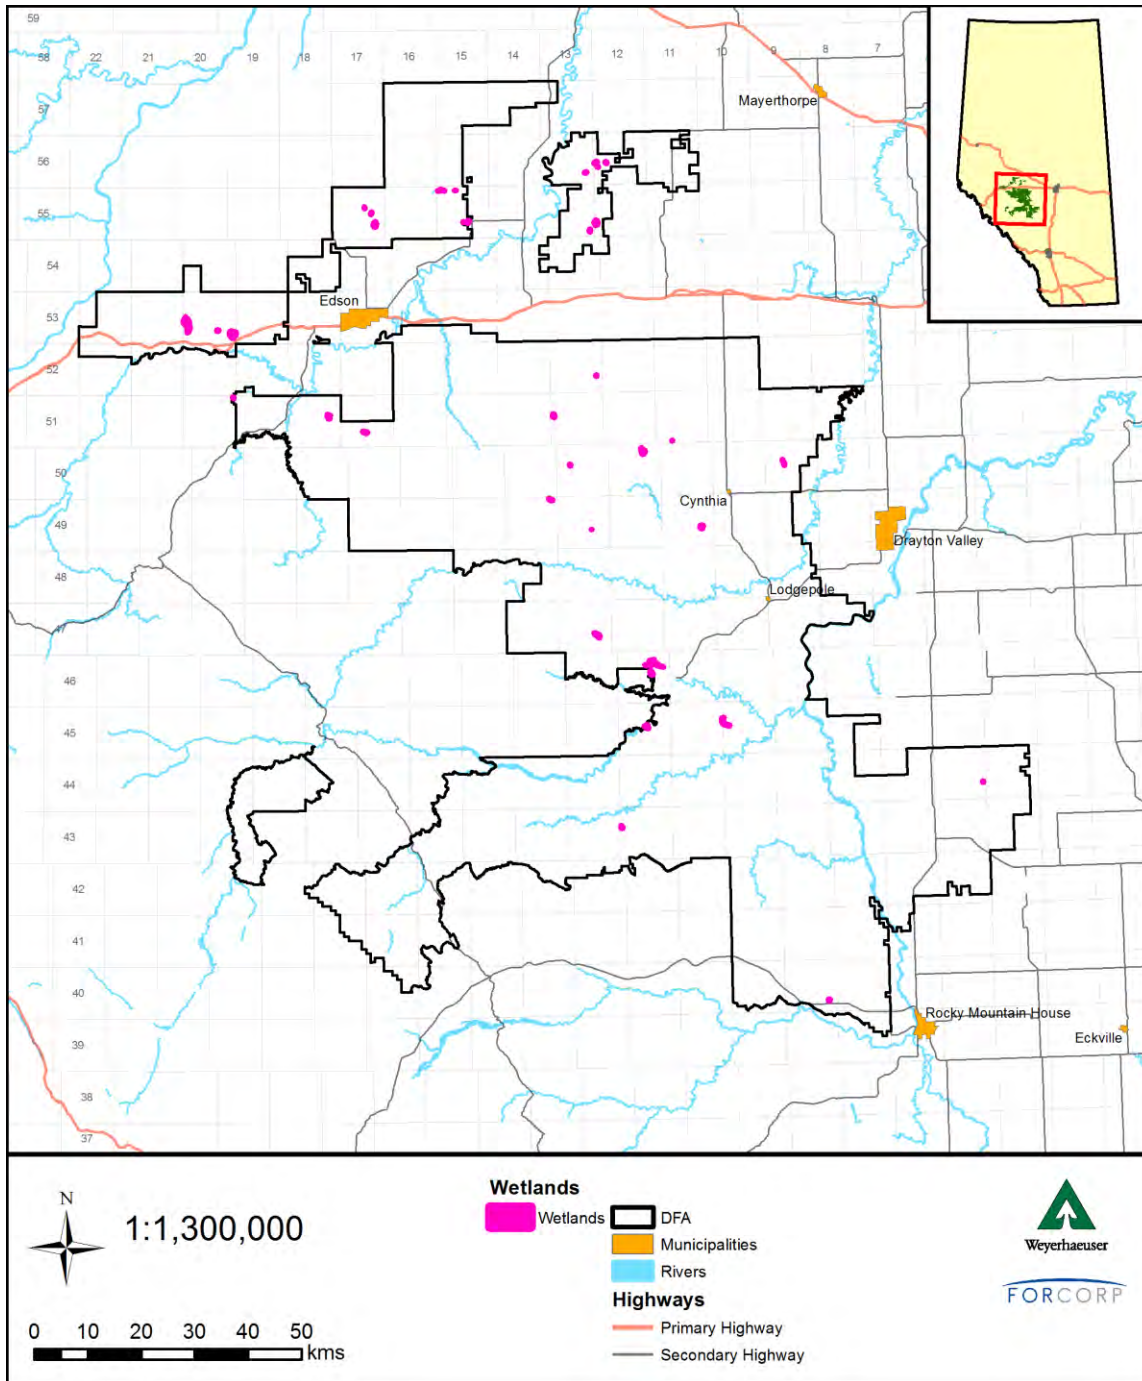 59
58
22
21
20
19
18
17
16
15
14
13
12
11
10
9
8
7
57
56
55
54
53
52
51
50
49
48
47
46
45
44
43
42
41
40
39
38
37
Mayerthorpe
Edson
Cynthia
Drayton Valley
Lodgepole
Rocky Mountain House
Eckville
N
1:1,300,000
0 10 20 30 40 50
kms
Wetlands
Wetlands
DFA
Municipalities
Rivers
Highways
Primary Highway
Secondary Highway
Weyerhaeuser
FORCORP